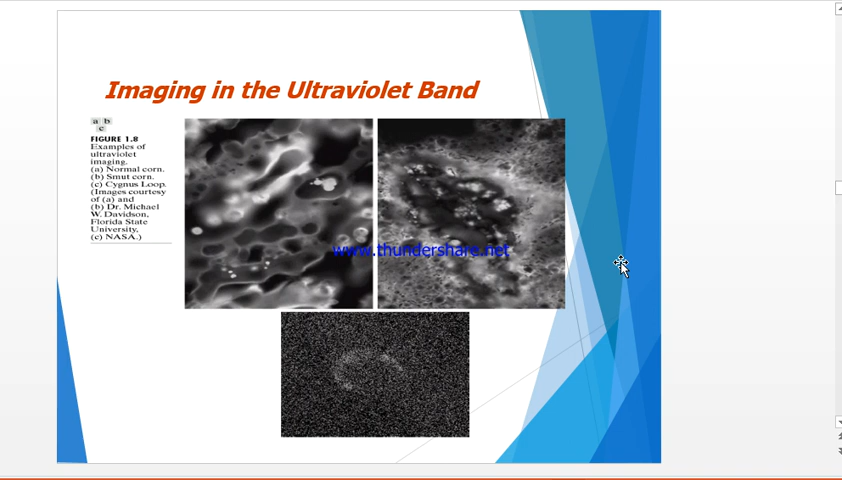 Imaging in the Ultraviolet Band
a b
c
FIGURE 1.8
Examples of
ultraviolet
imaging.
(a) Normal corn.
(b) Smut corn.
(c) Cygnus Loop.
(Images courtesy
of (a) and
(b) Dr. Michael
W. Davidson,
Florida State
University,
(c) NASA.)
www.thundershare.net